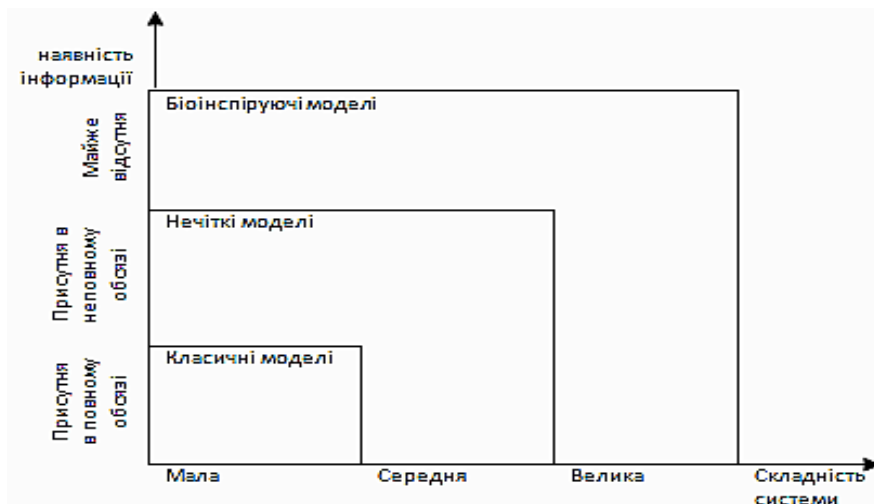 наявність
інформації
Біоінспіруючі моделі
Майже
відсутня
Нечіткі моделі
Присутня в
неповному
обсязі
Класичні моделі
Присутня
в повному
обсязі
Мала
Середня
Велика
Складність
системи